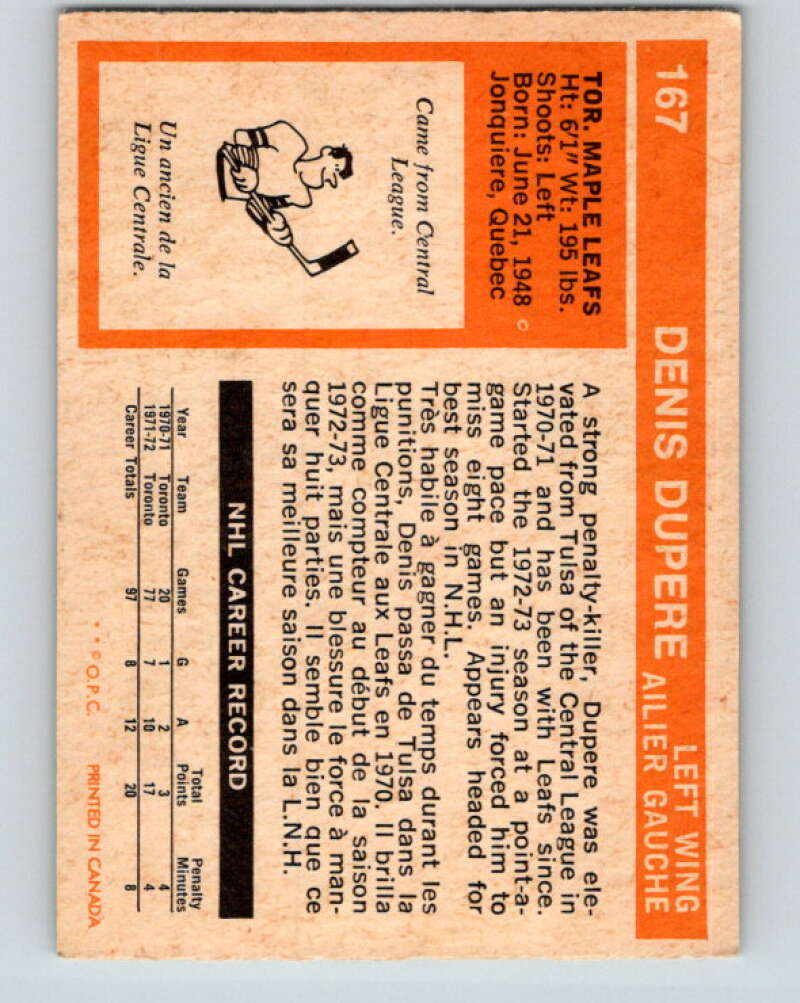 167
DENIS DUPERE
LEFT WING
AILIER GAUCHE
TOR. MAPLE LEAFS
Ht: 6'1" Wt: 195 lbs.
Shoots: Left
Born: June 21, 1948 ©
Jonquiere, Quebec
Came from Central
League.
Un ancien de la
Ligue Centrale.
A strong penalty-killer, Dupere was ele-
vated from Tulsa of the Central League in
1970-71 and has been with Leafs since.
Started the 1972-73 season at a point-a-
game pace but an injury forced him to
miss eight games. Appears headed for
best season in N.H.L.
Très habile à gagner du temps durant les
punitions, Denis passa de Tulsa dans la
Ligue Centrale aux Leafs en 1970. Il brilla
comme compteur au début de la saison
1972-73, mais une blessure le force à man-
quer huit parties. Il semble bien que ce
sera sa meilleure saison dans la L.N.H.
NHL CAREER RECORD
Year Team Games G A Total Points Penalty Minutes
1970-71 Toronto 20 1 2 3 4
1971-72 Toronto 77 7 10 17 4
Career Totals 97 8 12 20 8
* * © O.P.C. PRINTED IN CANADA